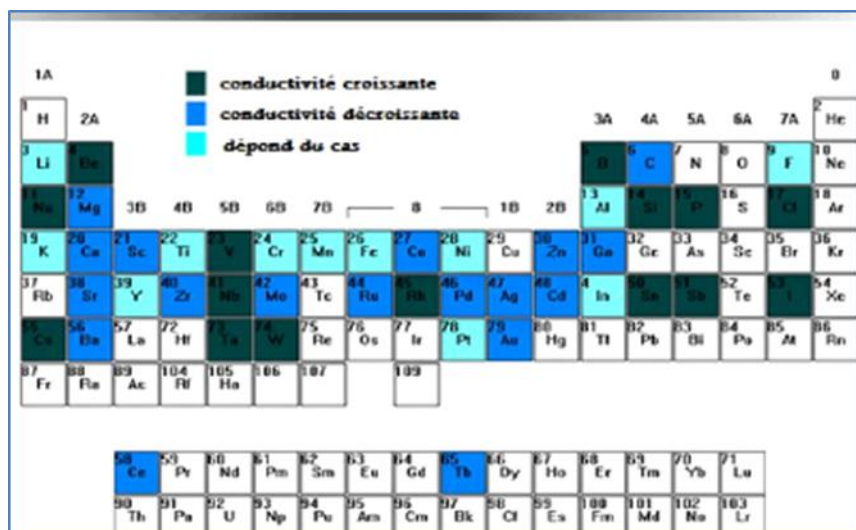 1A 0
conductivité croissante
conductivité décroissante
dépend du cas
2A 3A 4A 5A 6A 7A
3B 4B 5B 6B 7B 8 1B 2B
1 H 2 He
3 Li 4 Be 5 B 6 C 7 N 8 O 9 F 10 Ne
11 Na 12 Mg 13 Al 14 Si 15 P 16 S 17 Cl 18 Ar
19 K 20 Ca 21 Sc 22 Ti 23 V 24 Cr 25 Mn 26 Fe 27 Co 28 Ni 29 Cu 30 Zn 31 Ga 32 Ge 33 As 34 Se 35 Br 36 Kr
37 Rb 38 Sr 39 Y 40 Zr 41 Nb 42 Mo 43 Tc 44 Ru 45 Rh 46 Pd 47 Ag 48 Cd 4 In 50 Sn 51 Sb 52 Te 53 I 54 Xe
55 Cs 56 Ba 57 La 72 Hf 73 Ta 74 W 75 Re 76 Os 77 Ir 78 Pt 79 Au 80 Hg 81 Tl 82 Pb 83 Bi 84 Po 85 At 86 Rn
87 Fr 88 Ra 89 Ac 104 Rf 105 Ha 106 107 109
58 Ce 59 Pr 60 Nd 61 Pm 62 Sm 63 Eu 64 Gd 65 Tb 66 Dy 67 Ho 68 Er 69 Tm 70 Yb 71 Lu
90 Th 91 Pa 92 U 93 Np 94 Pu 95 Am 96 Cm 97 Bk 98 Cf 99 Es 100 Fm 101 Md 102 No 103 Lr